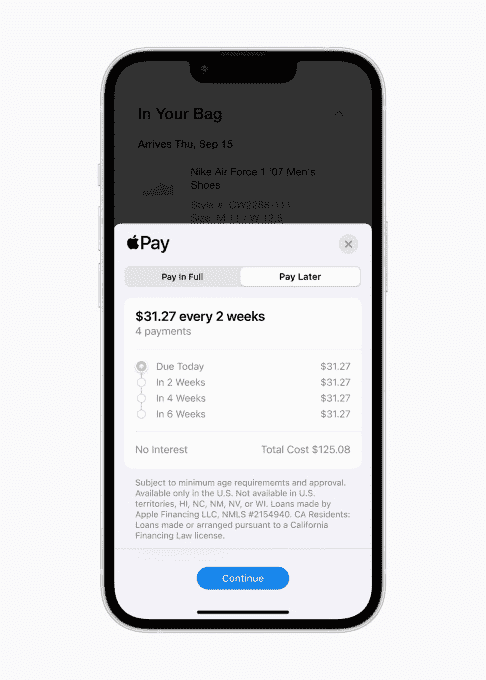 In Your Bag
Arrives Thu, Sep 15
Nike Air Force 1 '07 Men's
Shoes
Style #: CW2288-111
Size: M 11 / W 12.5
Pay
Pay in Full
Pay Later
$31.27 every 2 weeks
4 payments
Due Today $31.27
In 2 Weeks $31.27
In 4 Weeks $31.27
In 6 Weeks $31.27
No Interest Total Cost $125.08
Subject to minimum age requirements and approval.
Available only in the U.S. Not available in U.S.
territories, HI, NC, NM, NV, or WI. Loans made by
Apple Financing LLC, NMLS #2154940. CA Residents:
Loans made or arranged pursuant to a California
Financing Law license.
Continue